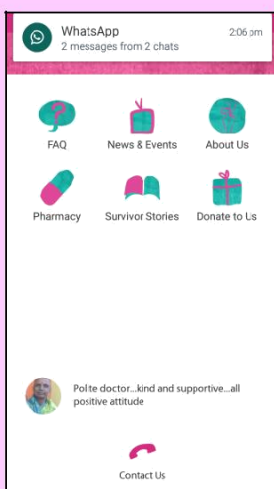 WhatsApp 2:06 pm
2 messages from 2 chats
FAQ News & Events About Us
Pharmacy Survivor Stories Donate to Us
Polite doctor...kind and supportive...all
positive attitude
Contact Us